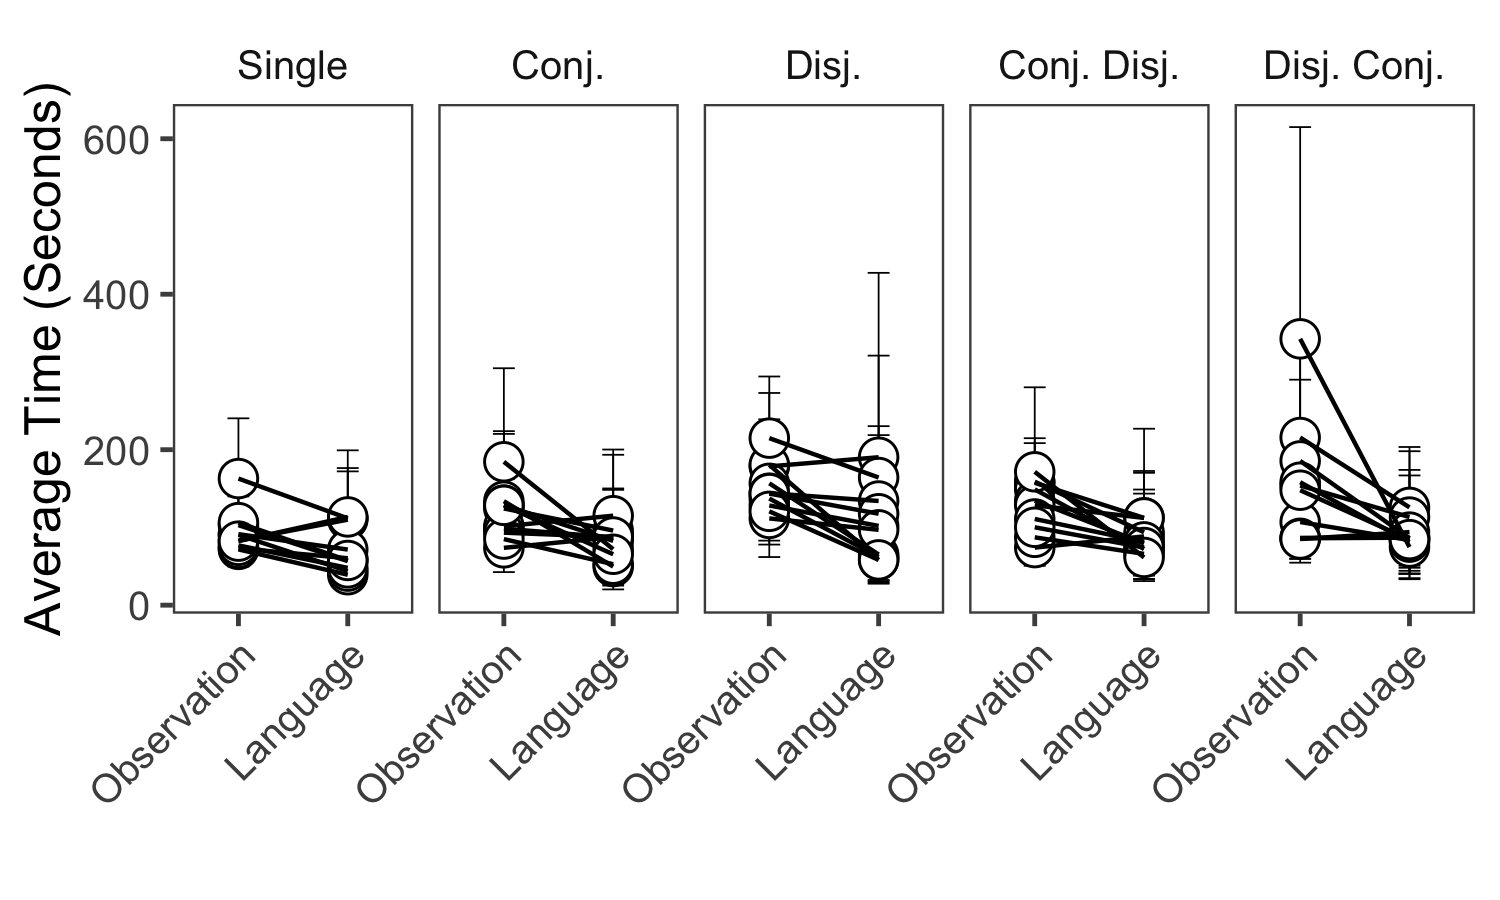 Single
Conj.
Disj.
Conj. Disj.
Disj. Conj.
Average Time (Seconds)
600
400
200
0
Observation
Language
Observation
Language
Observation
Language
Observation
Language
Observation
Language